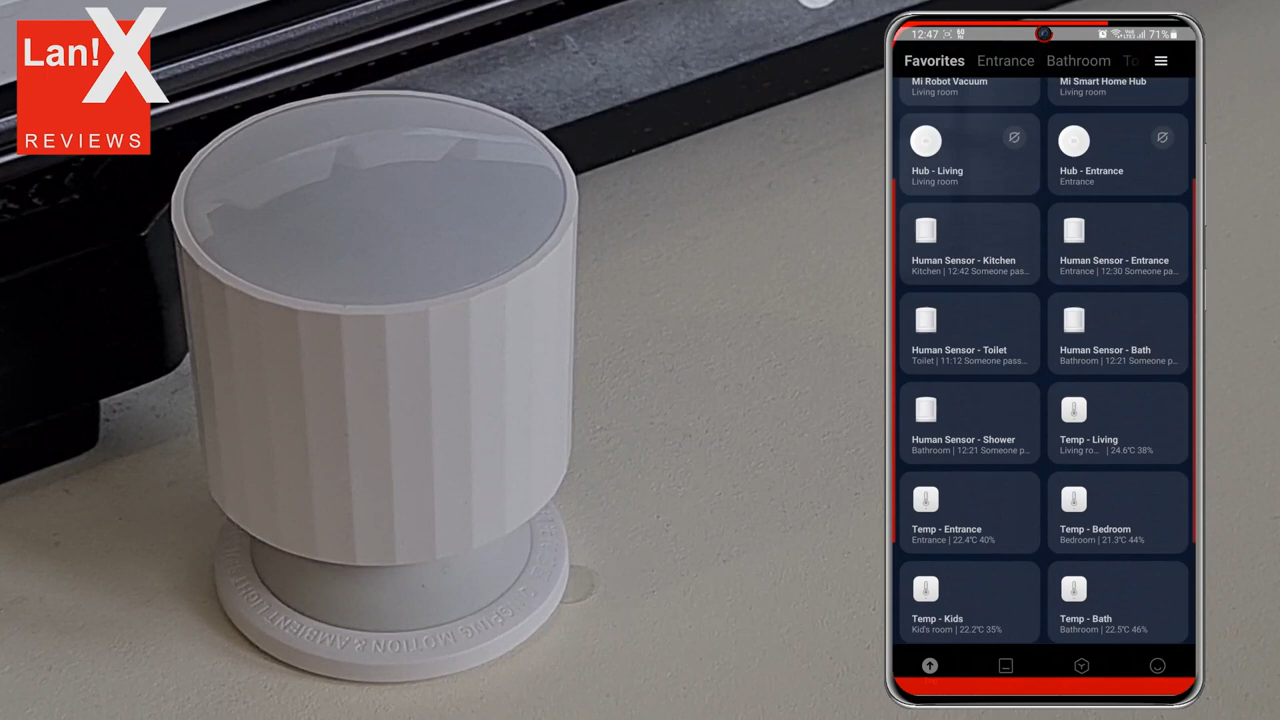 Lan!X
REVIEWS
MOTION & AMBIENT LIGHT
12:47
71%
Favorites Entrance Bathroom To
Mi Robot Vacuum
Living room
Mi Smart Home Hub
Living room
Hub - Living
Living room
Hub - Entrance
Entrance
Human Sensor - Kitchen
Kitchen | 12:42 Someone pas...
Human Sensor - Entrance
Entrance | 12:30 Someone pa...
Human Sensor - Toilet
Toilet | 11:12 Someone pass...
Human Sensor - Bath
Bathroom | 12:21 Someone p...
Human Sensor - Shower
Bathroom | 12:21 Someone p...
Temp - Living
Living ro... | 24.6℃ 38%
Temp - Entrance
Entrance | 22.4℃ 40%
Temp - Bedroom
Bedroom | 21.3℃ 44%
Temp - Kids
Kid's room | 22.2℃ 35%
Temp - Bath
Bathroom | 22.5℃ 46%